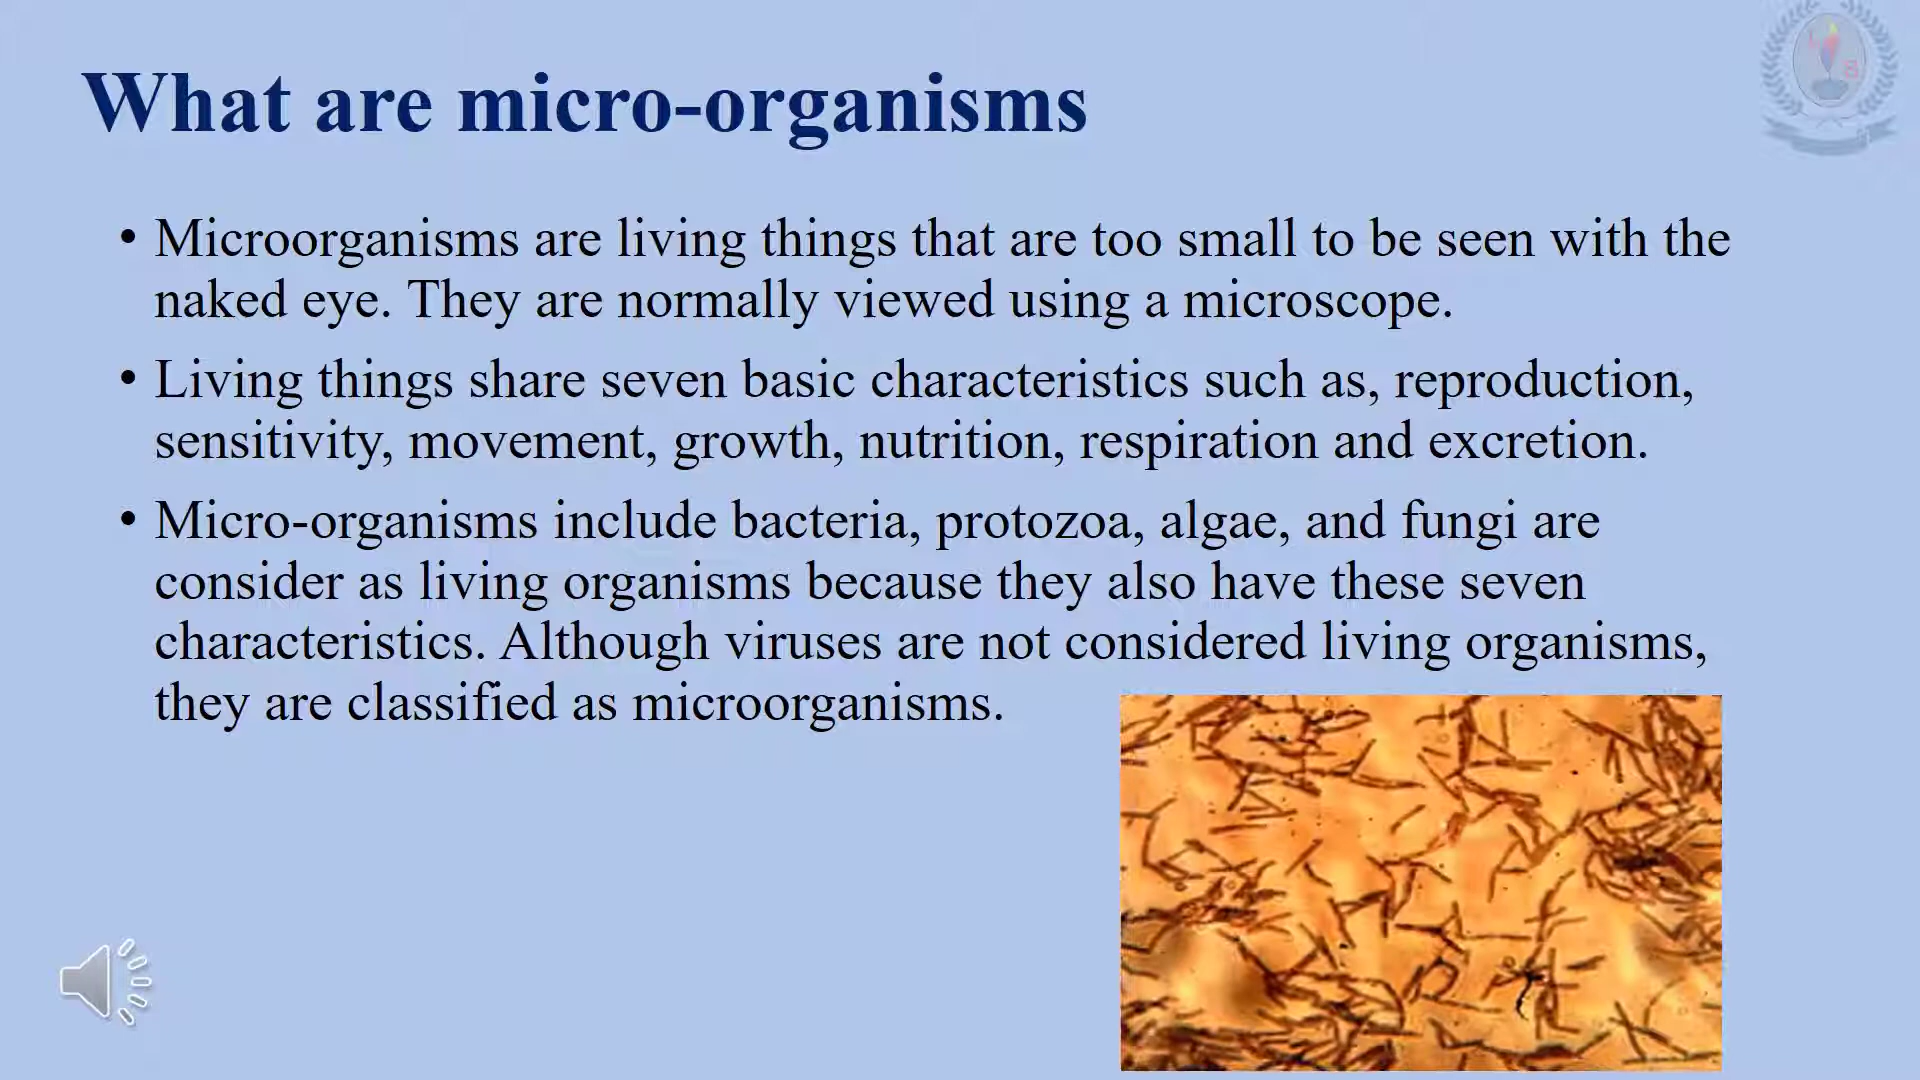 What are micro-organisms
• Microorganisms are living things that are too small to be seen with the
naked eye. They are normally viewed using a microscope.
• Living things share seven basic characteristics such as, reproduction,
sensitivity, movement, growth, nutrition, respiration and excretion.
• Micro-organisms include bacteria, protozoa, algae, and fungi are
consider as living organisms because they also have these seven
characteristics. Although viruses are not considered living organisms,
they are classified as microorganisms.